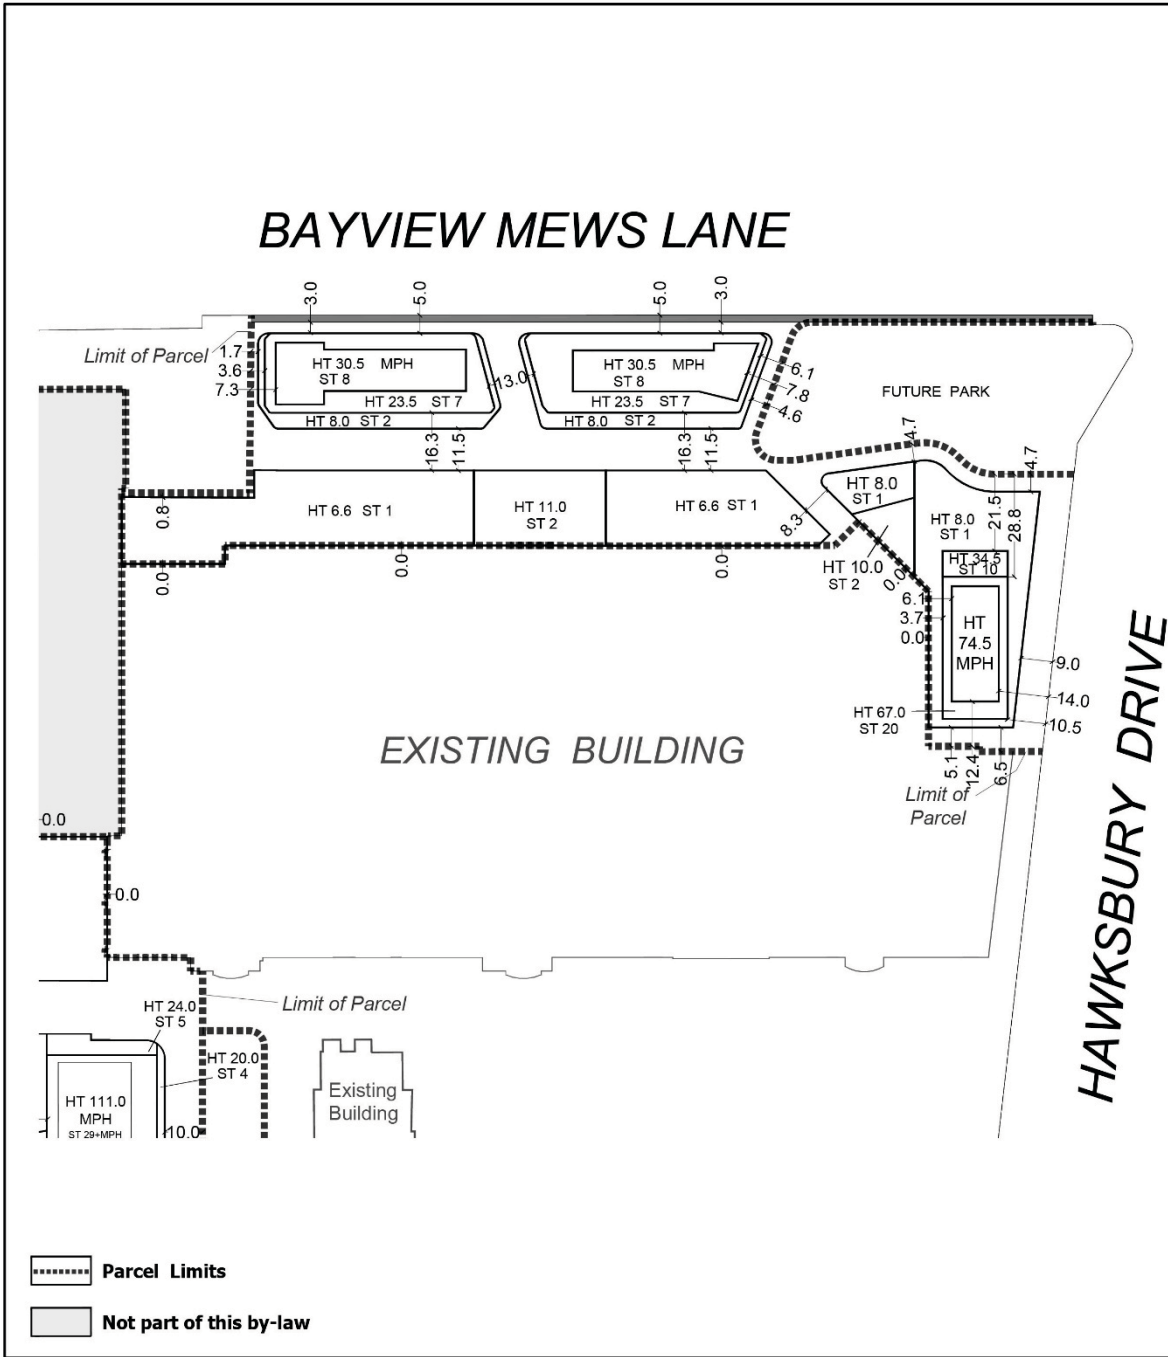 BAYVIEW MEWS LANE
3.0
5.0
5.0
3.0
Limit of Parcel
1.7
3.6
7.3
HT 30.5 MPH
ST 8
HT 23.5 ST 7
HT 8.0 ST 2
13.0
HT 30.5 MPH
ST 8
HT 23.5 ST 7
HT 8.0 ST 2
6.1
7.8
4.6
FUTURE PARK
16.3
11.5
16.3
11.5
4.7
4.7
HT 6.6 ST 1
HT 11.0
ST 2
HT 6.6 ST 1
8.3
HT 8.0
ST 1
HT 8.0
ST 1
21.5
28.8
0.8
0.0
0.0
0.0
HT 10.0
ST 2
0.0
HT 34.5
ST 10
6.1
3.7
0.0
HT
74.5
MPH
9.0
14.0
10.5
HT 67.0
ST 20
5.1
12.4
6.5
Limit of
Parcel
EXISTING BUILDING
HAWKSBURY DRIVE
0.0
0.0
Limit of Parcel
HT 24.0
ST 5
HT 20.0
ST 4
HT 111.0
MPH
ST 29+MPH
10.0
Existing
Building
Parcel Limits
Not part of this by-law